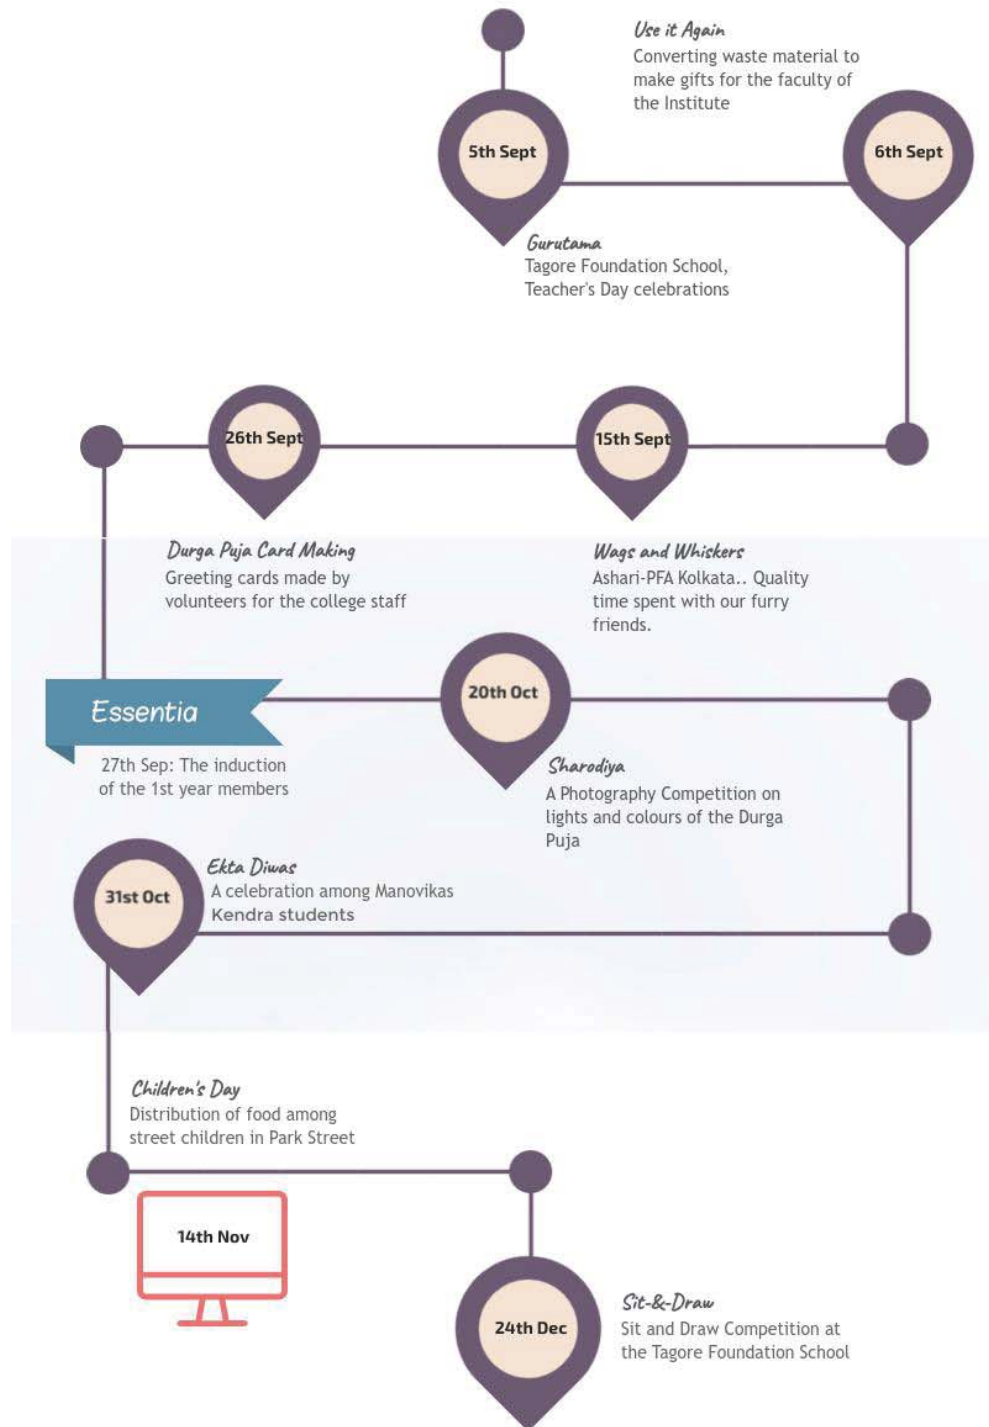 Use it Again
Converting waste material to
make gifts for the faculty of
the Institute
5th Sept
6th Sept
Gurutama
Tagore Foundation School,
Teacher's Day celebrations
26th Sept
15th Sept
Durga Puja Card Making
Greeting cards made by
volunteers for the college staff
Wags and Whiskers
Ashari-PFA Kolkata.. Quality
time spent with our furry
friends.
Essentia
27th Sep: The induction
of the 1st year members
20th Oct
Sharodiya
A Photography Competition on
lights and colours of the Durga
Puja
31st Oct
Ekta Diwas
A celebration among Manovikas
Kendra students
Children's Day
Distribution of food among
street children in Park Street
14th Nov
24th Dec
Sit-&-Draw
Sit and Draw Competition at
the Tagore Foundation School